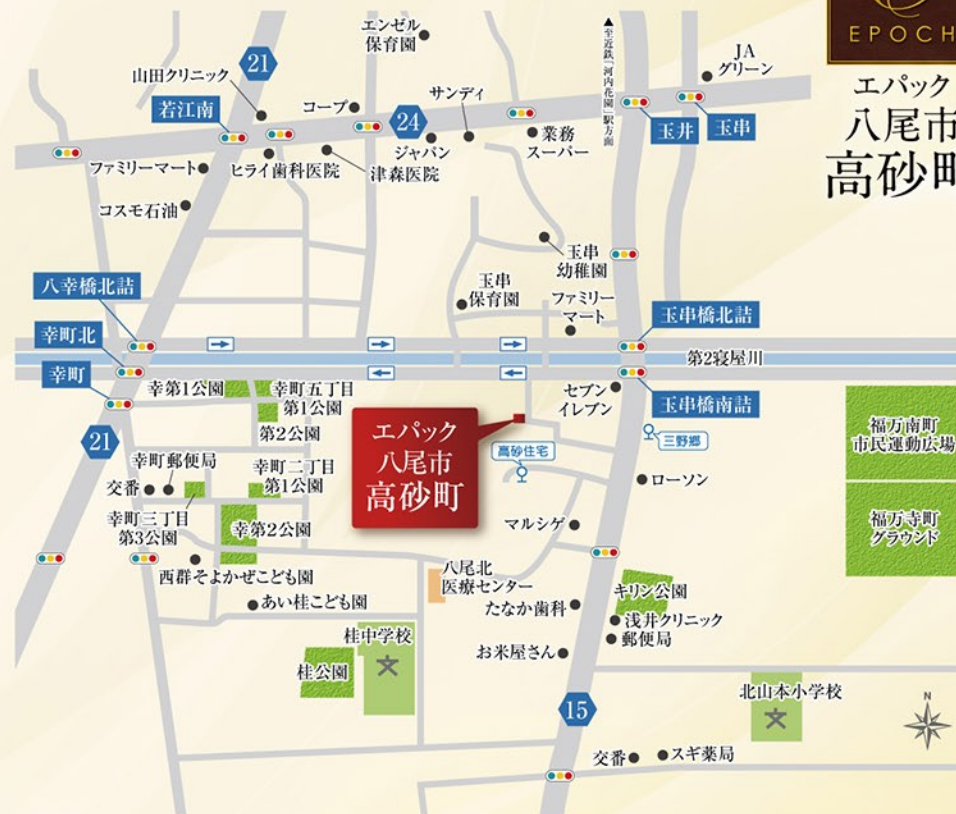 エンゼル
保育園
21
山田クリニック
若江南
コープ
24
サンディ
ジャパン
業務
スーパー
▲至近鉄「河内花園」駅方面
JA
グリーン
玉井
玉串
EPOCH
エパック
八尾市
高砂町
ファミリーマート
ヒライ歯科医院
津森医院
コスモ石油
玉串
幼稚園
玉串
保育園
ファミリー
マート
八幸橋北詰
幸町北
幸町
玉串橋北詰
第2寝屋川
玉串橋南詰
セブン
イレブン
幸第1公園
幸町五丁目
第1公園
第2公園
21
エパック
八尾市
高砂町
高砂住宅
三野郷
福万南町
市民運動広場
福万寺町
グラウンド
幸町郵便局
交番
幸町二丁目
第1公園
幸町三丁目
第3公園
幸第2公園
ローソン
マルシゲ
西群そよかぜこども園
あい桂こども園
八尾北
医療センター
たなか歯科
キリン公園
浅井クリニック
郵便局
お米屋さん
桂中学校
文
桂公園
15
北山本小学校
文
交番
スギ薬局
N